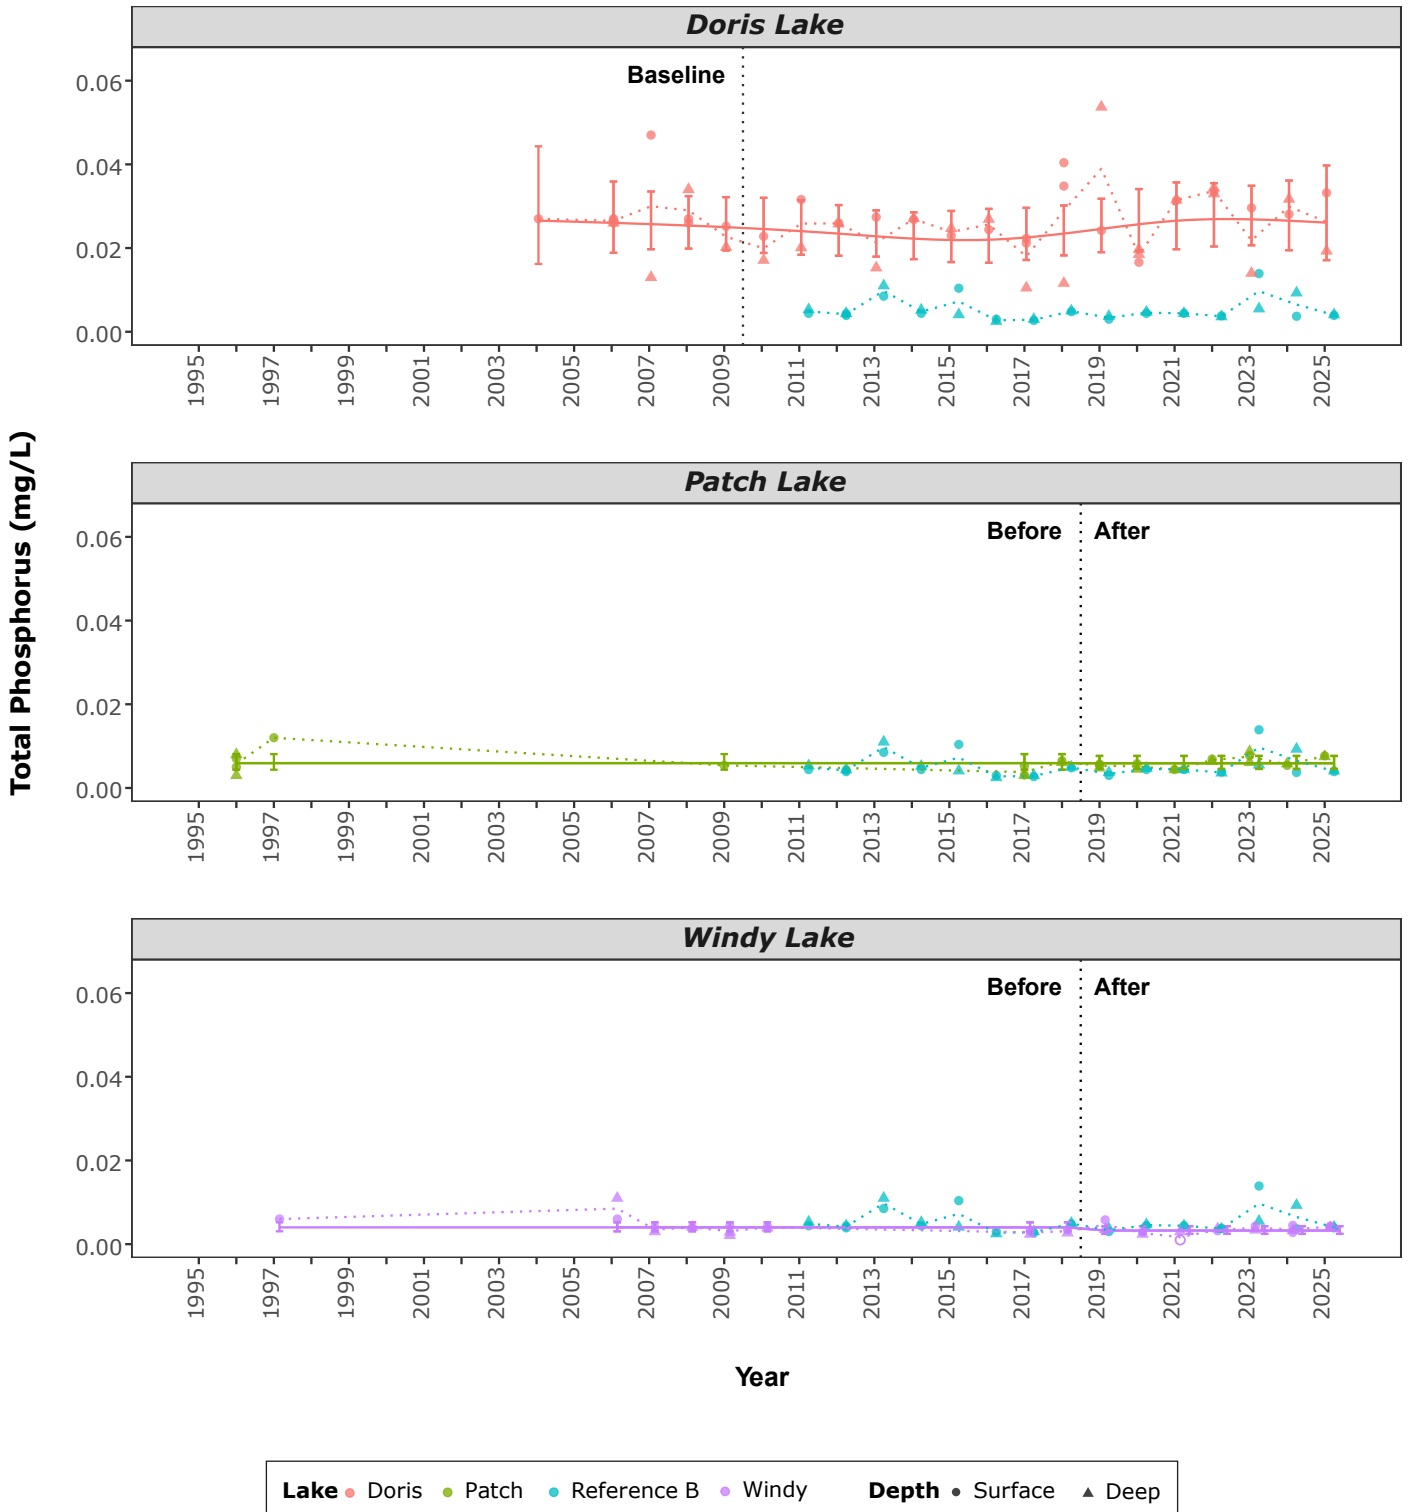 Doris Lake
Baseline
0.06
0.04
0.02
0.00
1995 1997 1999 2001 2003 2005 2007 2009 2011 2013 2015 2017 2019 2021 2023 2025
Total Phosphorus (mg/L)
Patch Lake
Before After
0.06
0.04
0.02
0.00
1995 1997 1999 2001 2003 2005 2007 2009 2011 2013 2015 2017 2019 2021 2023 2025
Windy Lake
Before After
0.06
0.04
0.02
0.00
1995 1997 1999 2001 2003 2005 2007 2009 2011 2013 2015 2017 2019 2021 2023 2025
Year
Lake Doris Patch Reference B Windy Depth Surface Deep